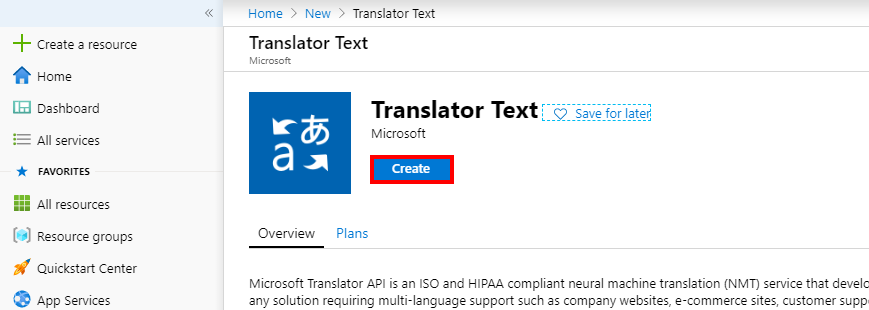 «
Home > New > Translator Text
Translator Text
Microsoft
Create a resource
Home
Dashboard
All services
FAVORITES
All resources
Resource groups
Quickstart Center
App Services
あ
a
Translator Text
Save for later
Microsoft
Create
Overview Plans
Microsoft Translator API is an ISO and HIPAA compliant neural machine translation (NMT) service that
any solution requiring multi-language support such as company websites, e-commerce sites, customer